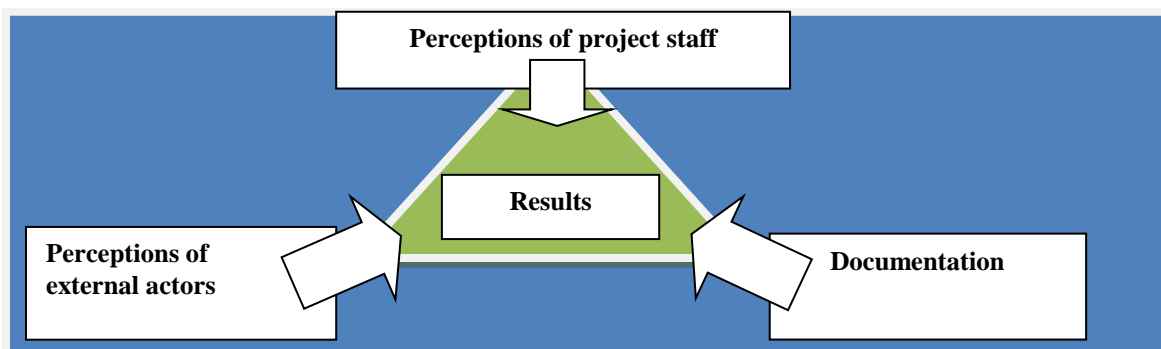 Perceptions of project staff
Results
Perceptions of
external actors
Documentation